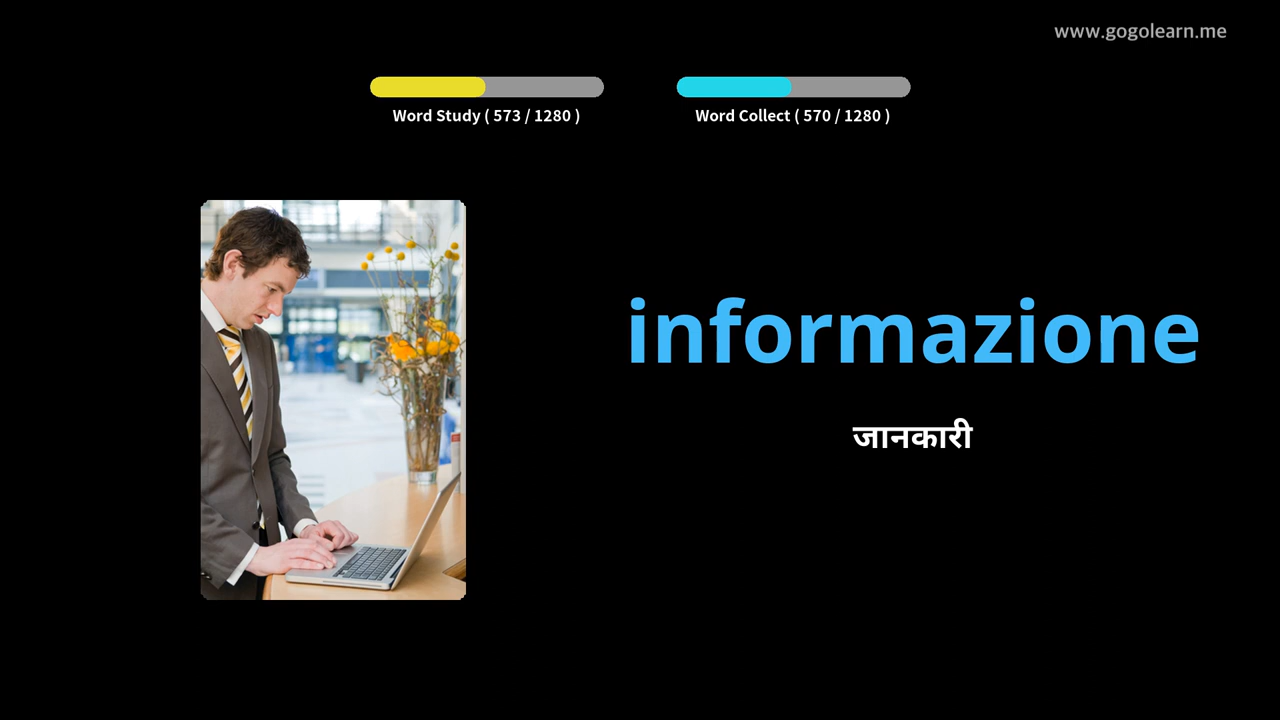 www.gogolearn.me
Word Study ( 573 / 1280 )
Word Collect ( 570 / 1280 )
informazione
जानकारी